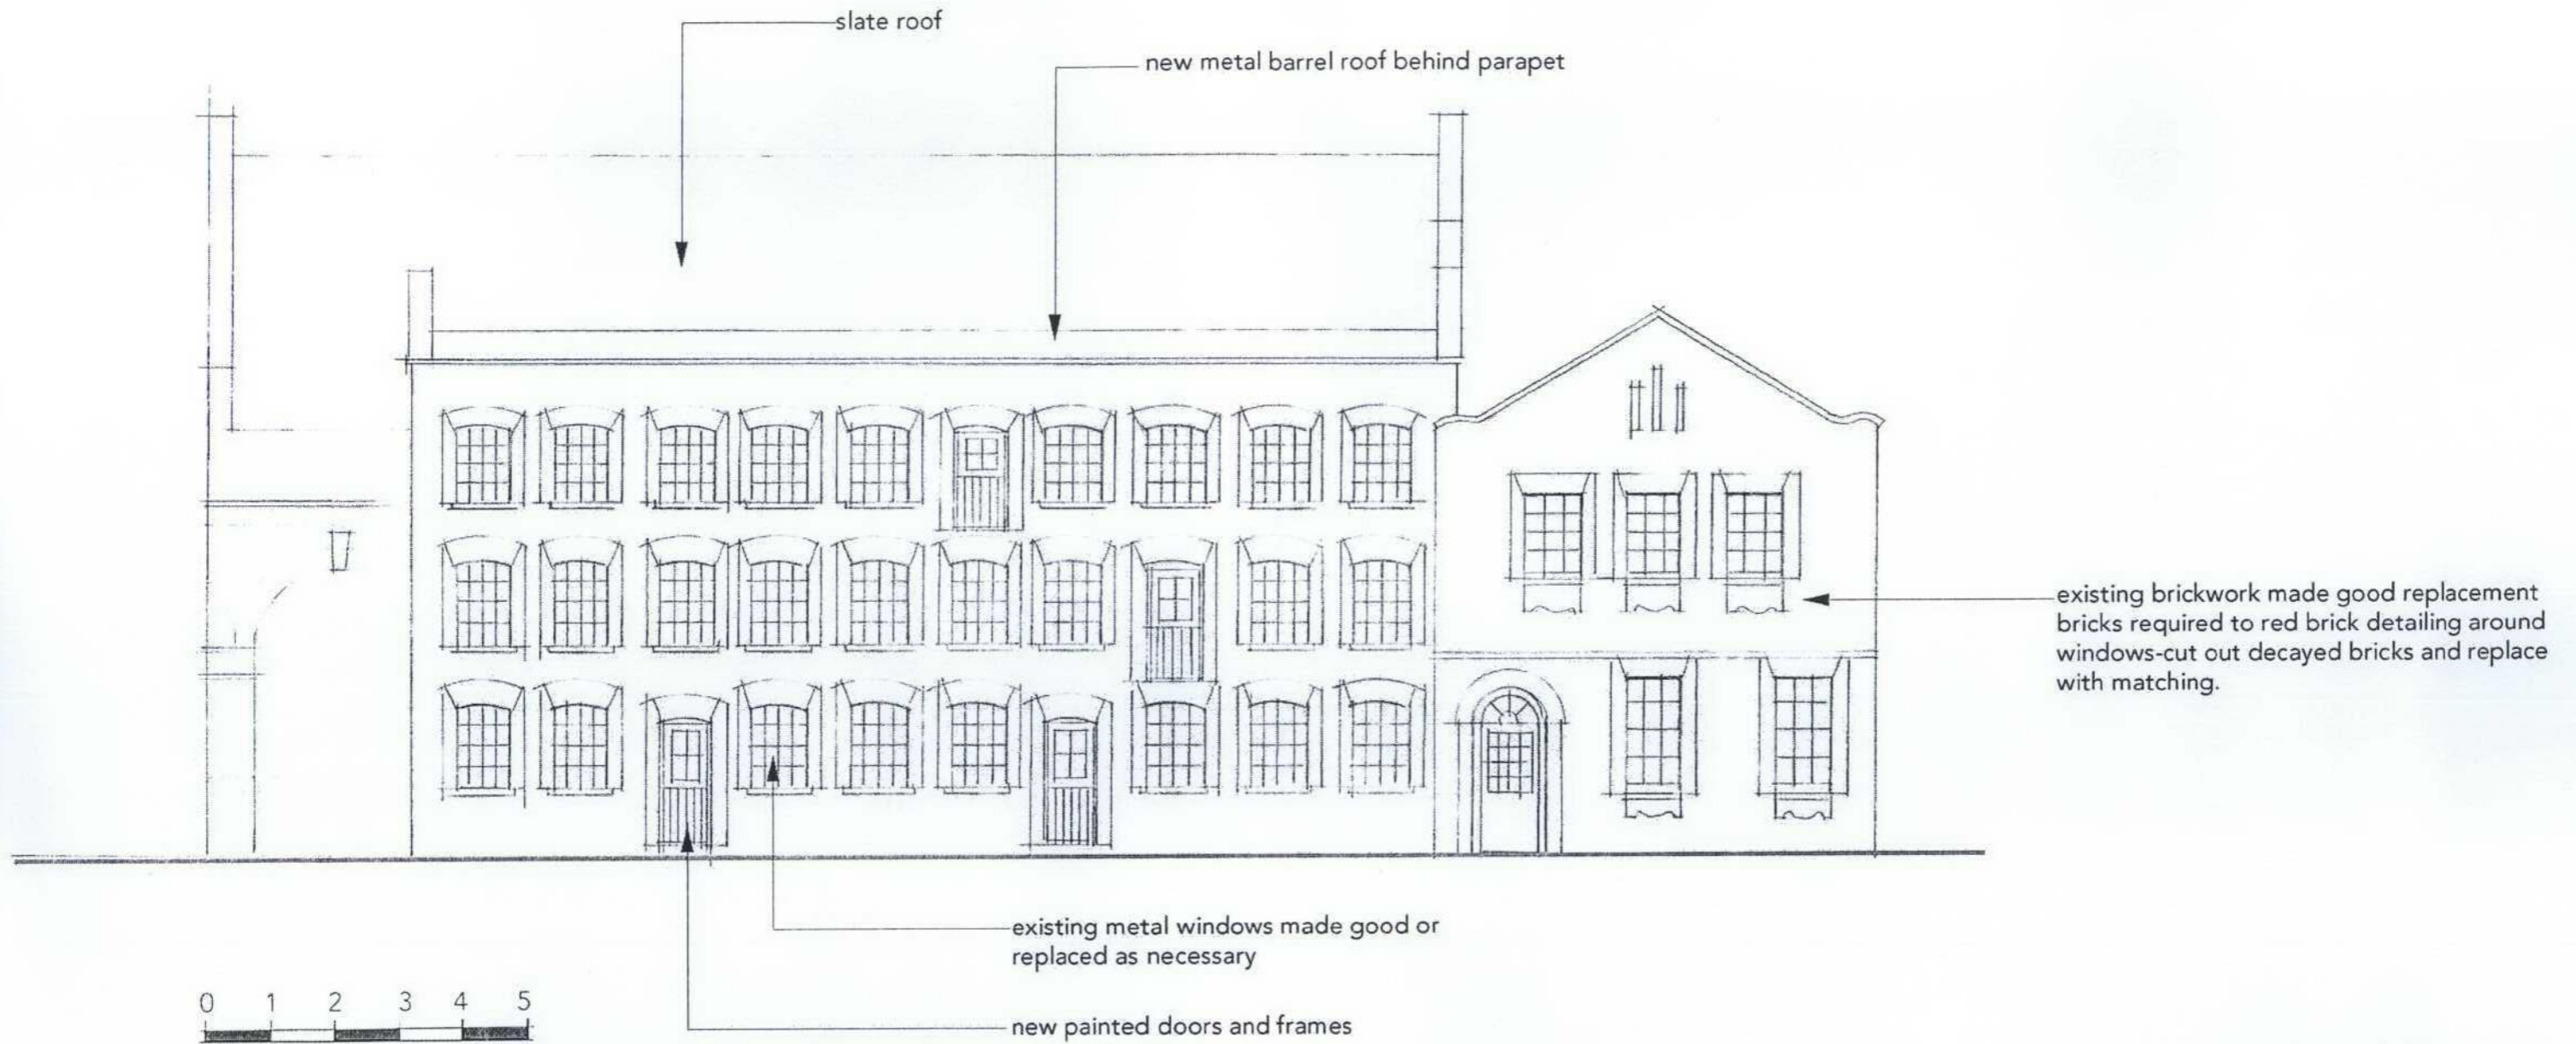 slate roof
new metal barrel roof behind parapet
existing brickwork made good replacement
bricks required to red brick detailing around
windows-cut out decayed bricks and replace
with matching.
existing metal windows made good or
replaced as necessary
new painted doors and frames
0 1 2 3 4 5